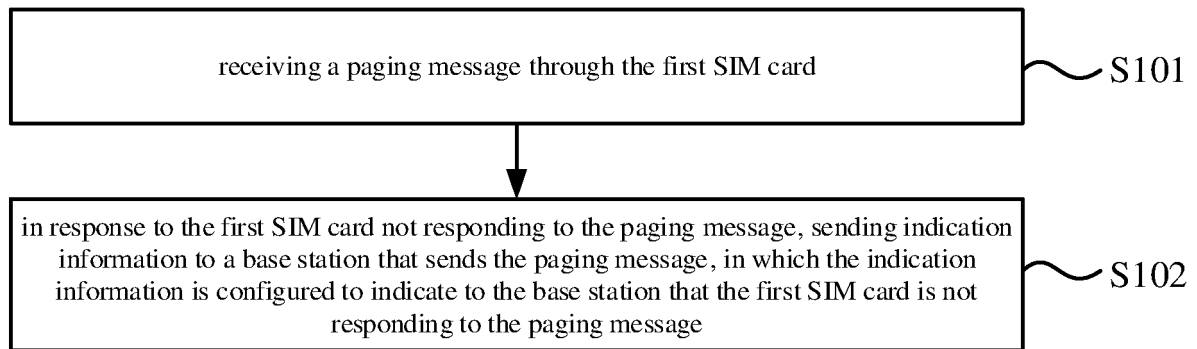 receiving a paging message through the first SIM card
S101
in response to the first SIM card not responding to the paging message, sending indication
information to a base station that sends the paging message, in which the indication
information is configured to indicate to the base station that the first SIM card is not
responding to the paging message
S102